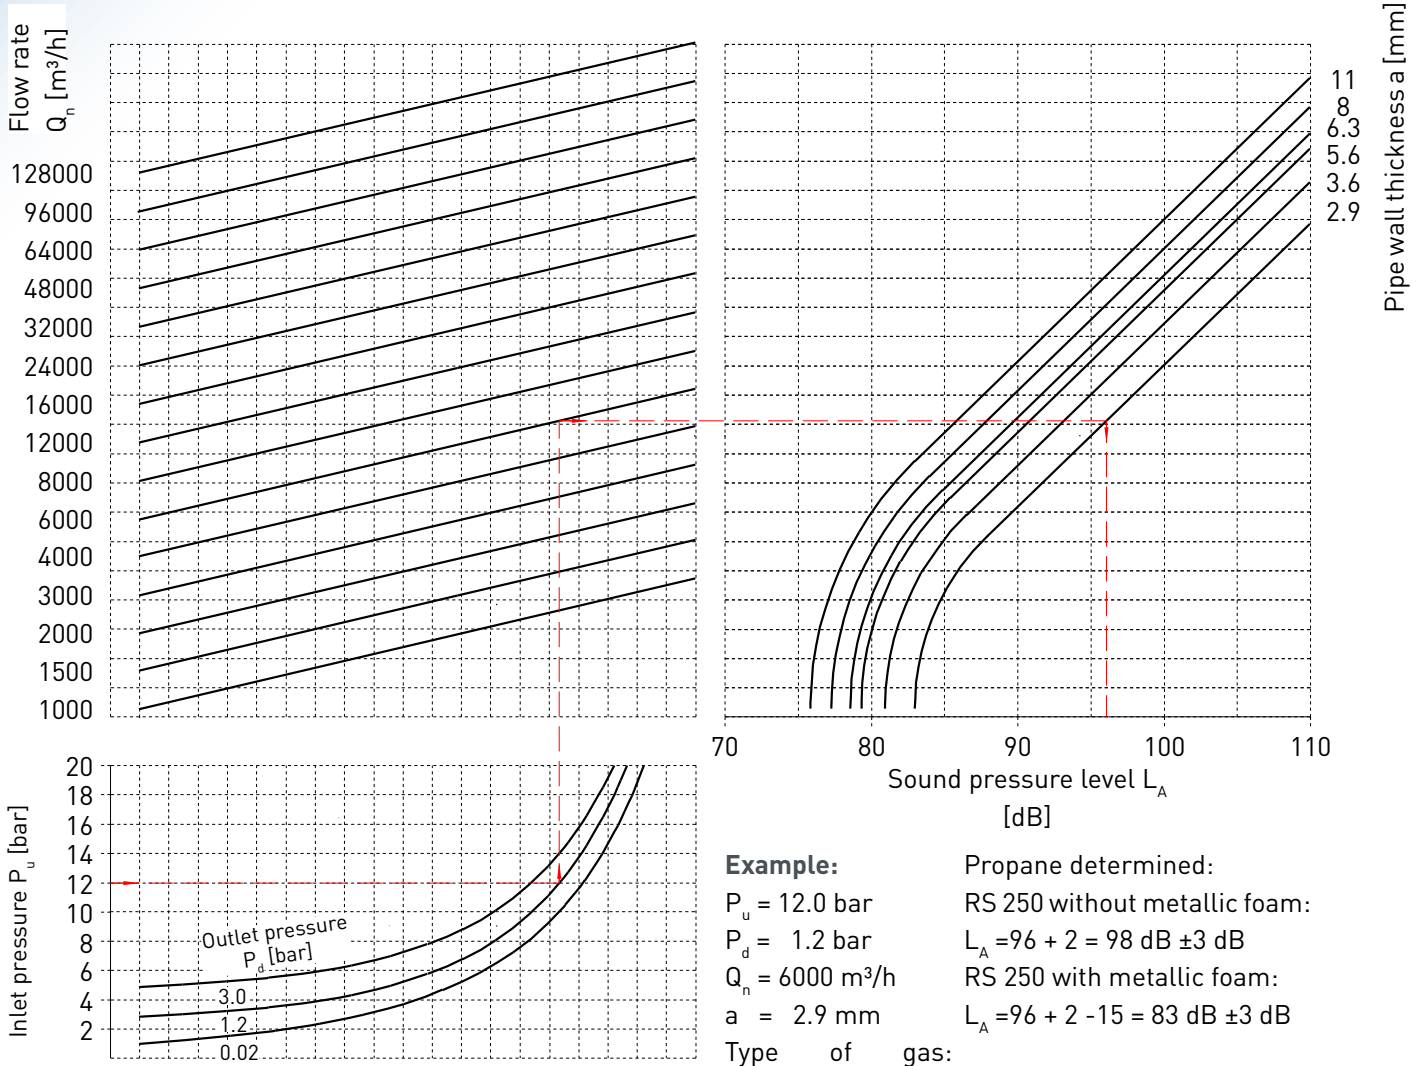 Flow rate
Qn [m³/h]
128000
96000
64000
48000
32000
24000
16000
12000
8000
6000
4000
3000
2000
1500
1000
Pipe wall thickness a [mm]
11
8
6.3
5.6
3.6
2.9
70 80 90 100 110
Sound pressure level LA
[dB]
Inlet pressure Pu [bar]
20
18
16
14
12
10
8
6
4
2
Outlet pressure
Pd [bar]
3.0
1.2
0.02
Example:
Pu = 12.0 bar
Pd = 1.2 bar
Qn = 6000 m³/h
a = 2.9 mm
Type of gas:
Propane determined:
RS 250 without metallic foam:
LA =96 + 2 = 98 dB ±3 dB
RS 250 with metallic foam:
LA =96 + 2 -15 = 83 dB ±3 dB